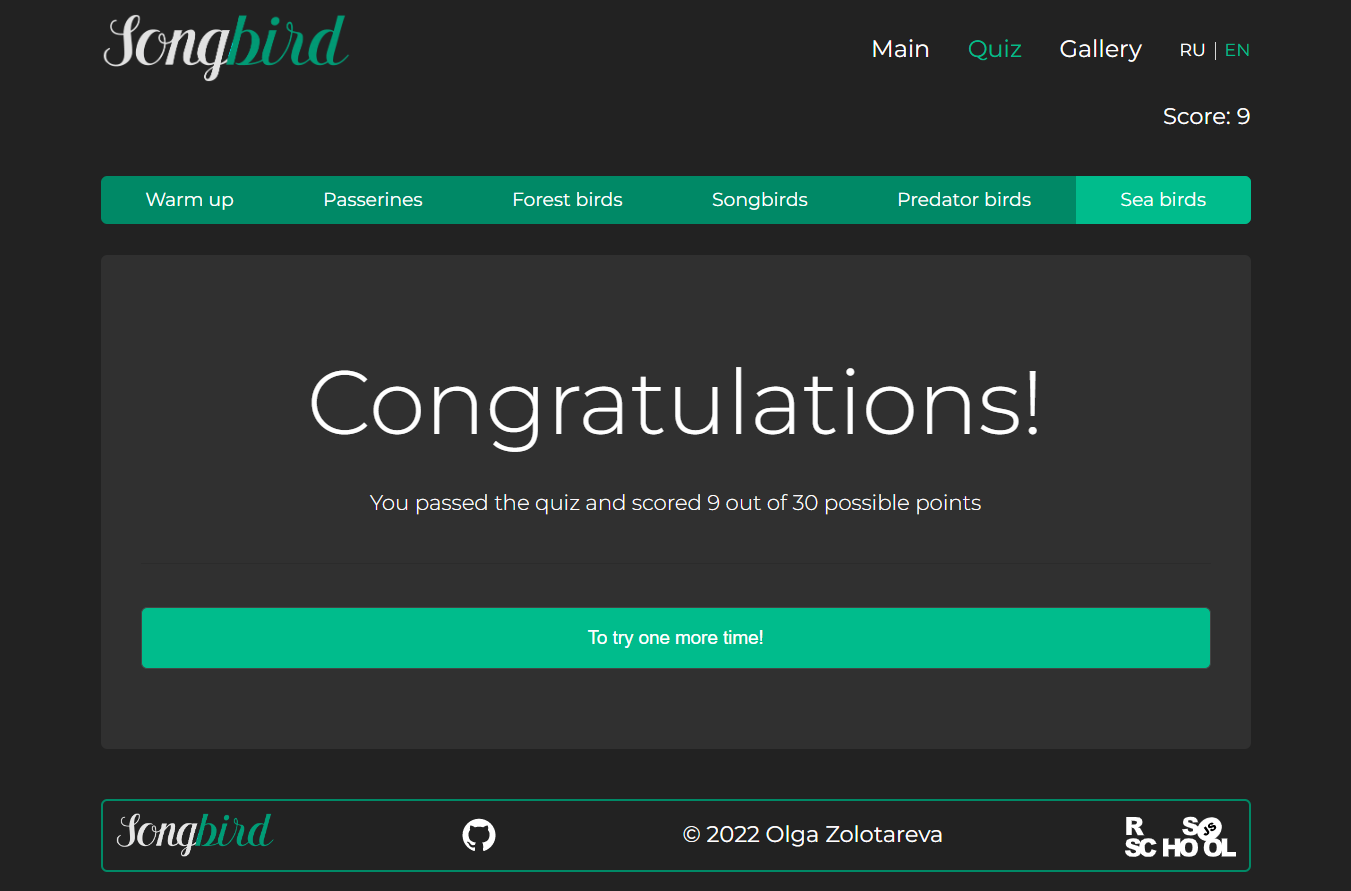 Songbird
Main Quiz Gallery RU | EN
Score: 9
Warm up Passerines Forest birds Songbirds Predator birds Sea birds
Congratulations!
You passed the quiz and scored 9 out of 30 possible points
To try one more time!
Songbird © 2022 Olga Zolotareva
R S JS
SCHOOL